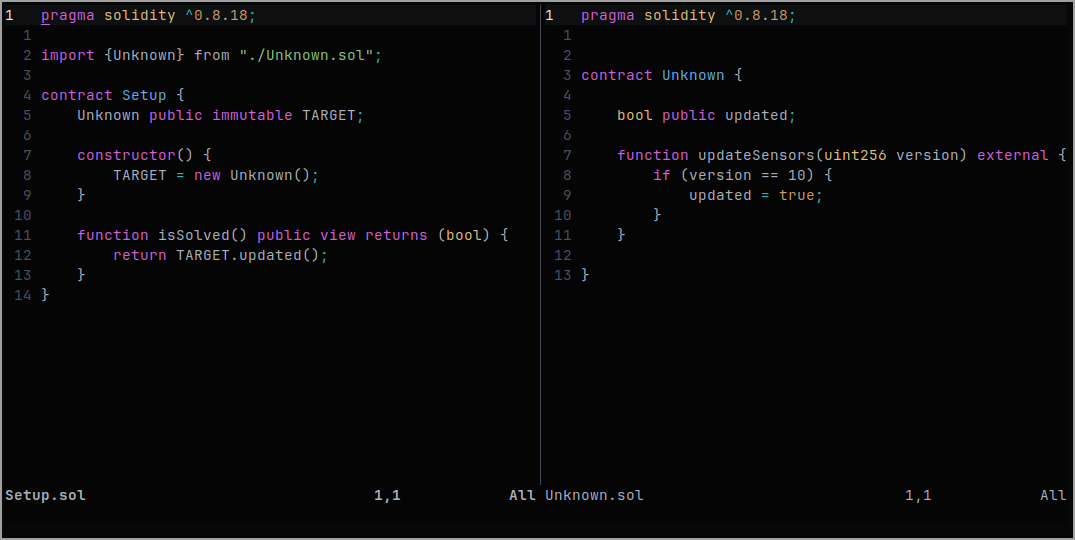 1   pragma solidity ^0.8.18;
 1
 2 import {Unknown} from "./Unknown.sol";
 3
 4 contract Setup {
 5     Unknown public immutable TARGET;
 6
 7     constructor() {
 8         TARGET = new Unknown();
 9     }
10
11     function isSolved() public view returns (bool) {
12         return TARGET.updated();
13     }
14 }
Setup.sol 1,1 All
1   pragma solidity ^0.8.18;
 1
 2
 3 contract Unknown {
 4
 5     bool public updated;
 6
 7     function updateSensors(uint256 version) external {
 8         if (version == 10) {
 9             updated = true;
10         }
11     }
12
13 }
Unknown.sol 1,1 All